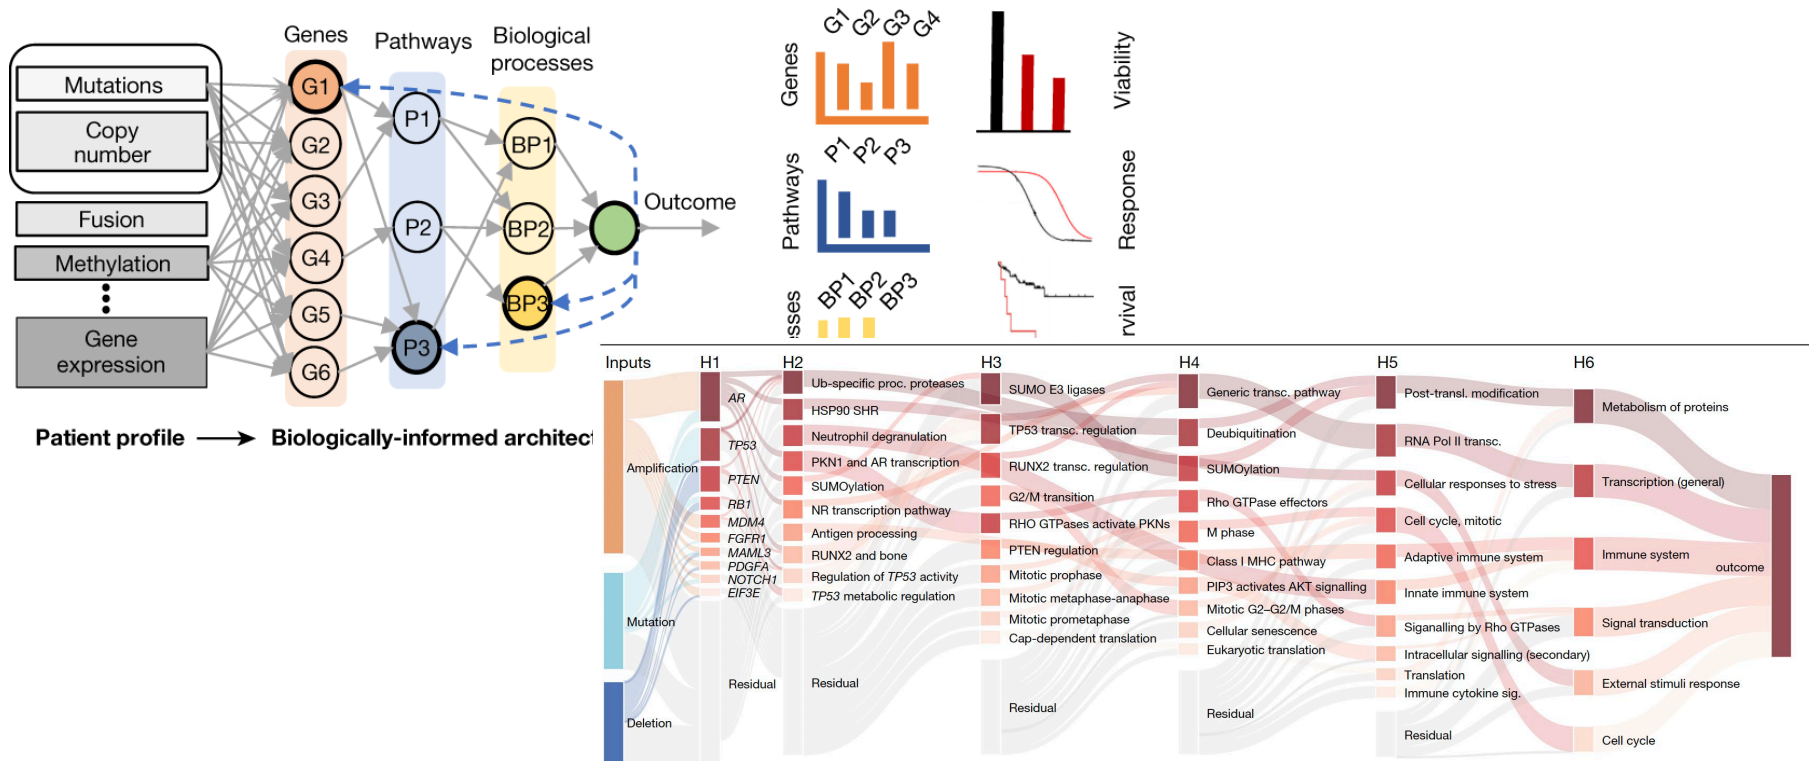 Genes
Pathways
Biological
processes
Mutations
Copy
number
Fusion
Methylation
Gene
expression
G1
G2
G3
G4
G5
G6
P1
P2
P3
BP1
BP2
BP3
Outcome
Patient profile
Biologically-informed
Genes
G1 G2 G3 G4
Pathways
P1 P2 P3
BP1 BP2 BP3
Viability
Response
Inputs
Amplification
Mutation
Deletion
H1
AR
TP53
PTEN
RB1
MDM4
FGFR1
MAML3
PDGFA
NOTCH1
EIF3E
Residual
H2
Ub-specific proc. proteases
HSP90 SHR
Neutrophil degranulation
PKN1 and AR transcription
SUMOylation
NR transcription pathway
Antigen processing
RUNX2 and bone
Regulation of TP53 activity
TP53 metabolic regulation
Residual
H3
SUMO E3 ligases
TP53 transc. regulation
RUNX2 transc. regulation
G2/M transition
RHO GTPases activate PKNs
PTEN regulation
Mitotic prophase
Mitotic metaphase-anaphase
Mitotic prometaphase
Cap-dependent translation
Residual
H4
Generic transc. pathway
Deubiquitination
SUMOylation
Rho GTPase effectors
M phase
Class I MHC pathway
PIP3 activates AKT signalling
Mitotic G2–G2/M phases
Cellular senescence
Eukaryotic translation
Residual
H5
Post-transl. modification
RNA Pol II transc.
Cellular responses to stress
Cell cycle, mitotic
Adaptive immune system
Innate immune system
Siganalling by Rho GTPases
Intracellular signalling (secondary)
Translation
Immune cytokine sig.
Residual
H6
Metabolism of proteins
Transcription (general)
Immune system
Signal transduction
External stimuli response
Cell cycle
outcome